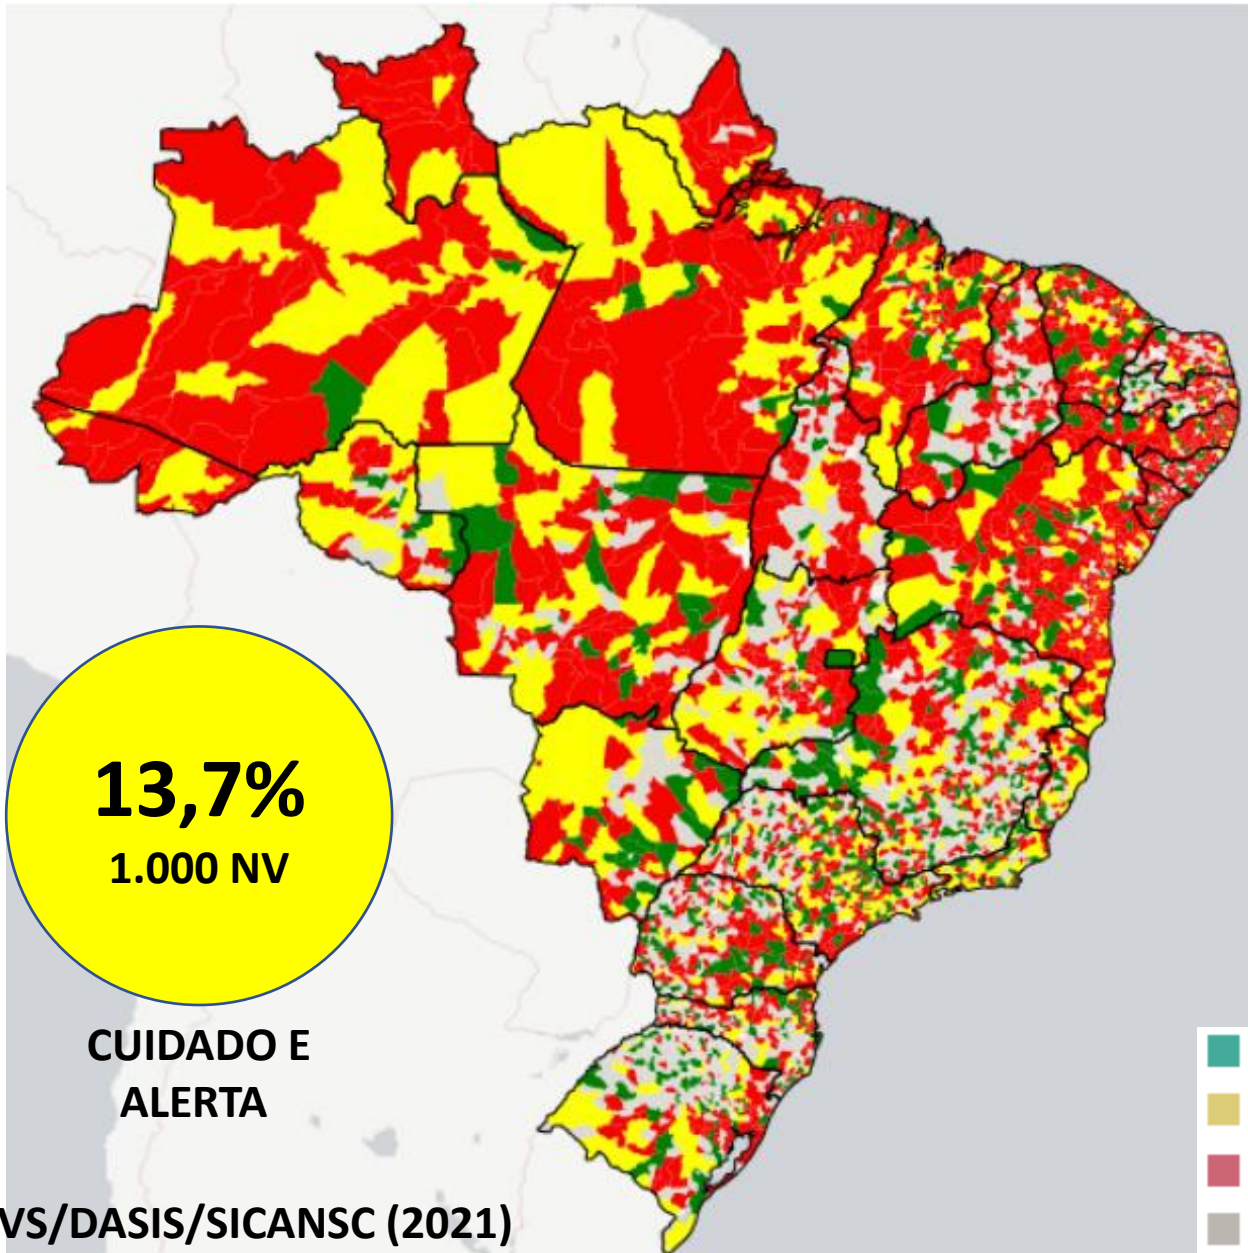 13,7%
1.000 NV
CUIDADO E
ALERTA
VS/DASIS/SICANSC (2021)